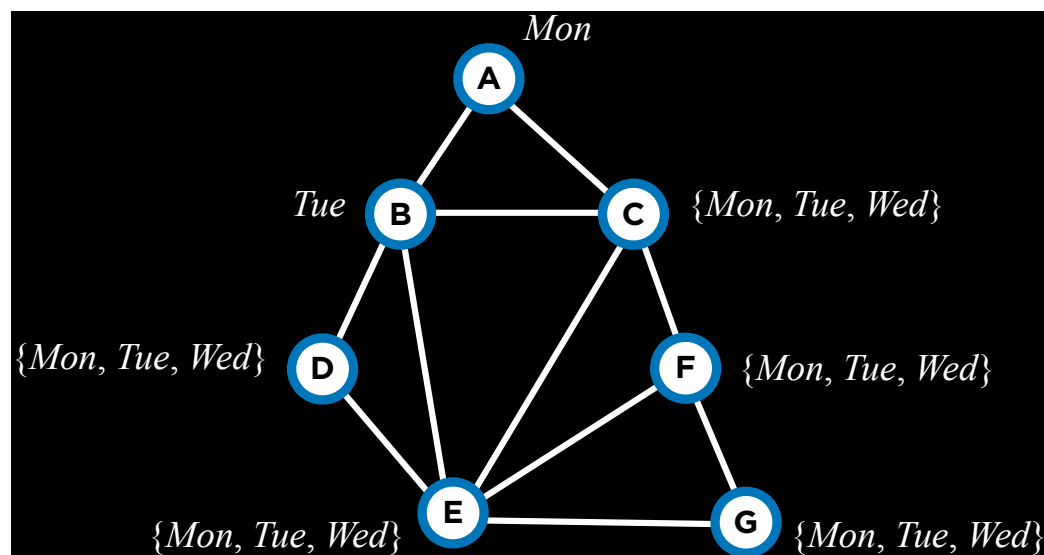 Mon
A
Tue
B
C
{Mon, Tue, Wed}
{Mon, Tue, Wed}
D
F
{Mon, Tue, Wed}
{Mon, Tue, Wed}
E
G
{Mon, Tue, Wed}